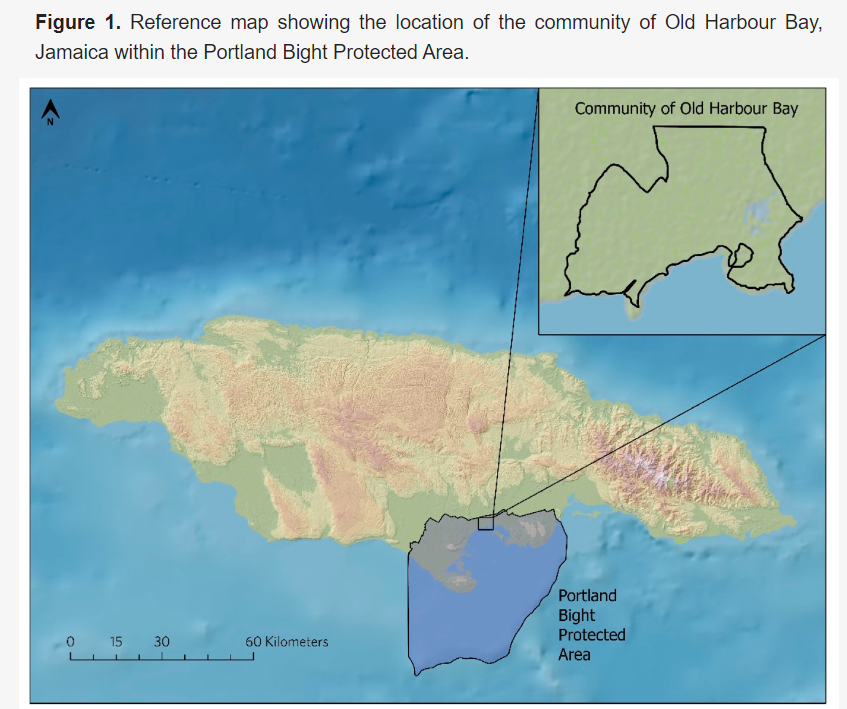 Figure 1. Reference map showing the location of the community of Old Harbour Bay,
Jamaica within the Portland Bight Protected Area.
N
Community of Old Harbour Bay
Portland
Bight
Protected
Area
0 15 30 60 Kilometers